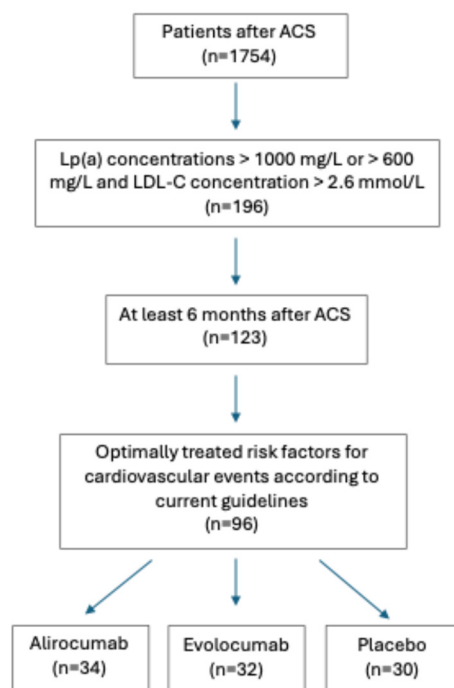 Patients after ACS
(n=1754)
Lp(a) concentrations > 1000 mg/L or > 600
mg/L and LDL-C concentration > 2.6 mmol/L
(n=196)
At least 6 months after ACS
(n=123)
Optimally treated risk factors for
cardiovascular events according to
current guidelines
(n=96)
Alirocumab
(n=34)
Evolocumab
(n=32)
Placebo
(n=30)